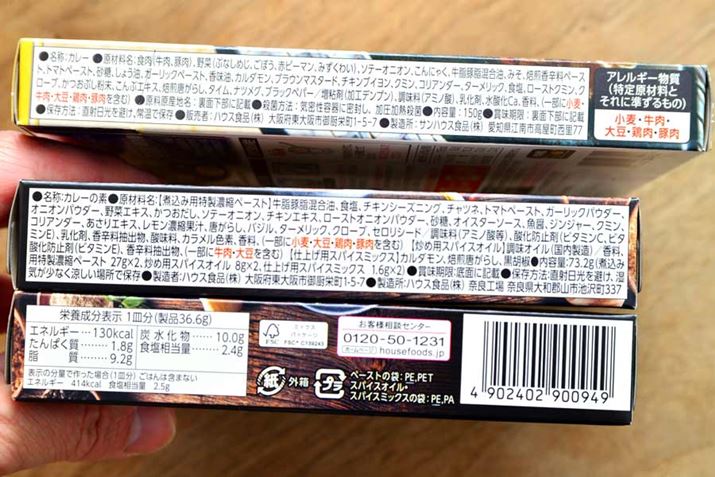 ●名称:カレー ●原材料名:食肉(牛肉、豚肉)、野菜(ぶなしめじ、ごぼう、赤ピーマン、みずくわい)、ソテーオニオン、こんにゃく、牛脂豚脂混合油、みそ、焙煎香辛料ペースト、
トマトペースト、砂糖、しょう油、ガーリックペースト、香味油、カルダモン、ブラウンマスタード、チキンブイヨン、クミン、コリアンダー、ターメリック、食塩、ローストクミン、ク
ローブ、かつおぶし粉末、こんぶエキス、焙煎唐がらし、タイム、ナツメグ、ブラックペパー／増粘剤(加工デンプン)、調味料(アミノ酸)、乳化剤、水酸化Ca、香料、(一部に小麦・
牛肉・大豆・鶏肉・豚肉を含む) ●原料原産地名:裏面下部に記載 ●殺菌方法:気密性容器に密封し、加圧加熱殺菌 ●内容量:150g ●賞味期限:裏面下部に記載
●保存方法:直射日光を避け、常温で保存 ●販売者:ハウス食品(株) 大阪府東大阪市御厨栄町1-5-7 ●製造所:サンハウス食品(株) 愛知県江南市高屋町西里77
アレルギー物質
(特定原材料と
それに準ずるもの)
小麦・牛肉・
大豆・鶏肉・豚肉
●名称:カレーの素 ●原材料名:【煮込み用特製濃縮ペースト】牛脂豚脂混合油、食塩、チキンシーズニング、チャツネ、トマトペースト、ガーリックパウダー、
オニオンパウダー、野菜エキス、かつおだし、ソテーオニオン、チキンエキス、ローストオニオンパウダー、砂糖、オイスターソース、魚醤、ジンジャー、クミン、
コリアンダー、あさりエキス、レモン濃縮果汁、唐がらし、バジル、ターメリック、クローブ、セロリシード／調味料(アミノ酸等)、酸化防止剤(ビタミンC、ビタ
ミンE)、乳化剤、香辛料抽出物、酸味料、カラメル色素、香料、(一部に小麦・大豆・鶏肉・豚肉を含む) 【炒め用スパイスオイル】調味オイル(国内製造)／香料、
酸化防止剤(ビタミンE)、香辛料抽出物、(一部に牛肉・大豆を含む) 【仕上げ用スパイスミックス】カルダモン、焙煎唐がらし、黒胡椒 ●内容量:73.2g(煮込み
用特製濃縮ペースト 27g×2、炒め用スパイスオイル 8g×2、仕上げ用スパイスミックス 1.6g×2) ●賞味期限:底面に記載 ●保存方法:直射日光を避け、湿
気が少なく涼しい場所で保存 ●製造者:ハウス食品(株) 大阪府東大阪市御厨栄町1-5-7 ●製造所:ハウス食品(株) 奈良工場 奈良県大和郡山市池沢町337
栄養成分表示 1皿分(製品36.6g)
エネルギー……130kcal 炭水化物……10.0g
たんぱく質……1.8g 食塩相当量……2.4g
脂 質……9.2g
表示の分量で作った場合(1皿分) ごはんは含まない
エネルギー 414kcal 食塩相当量 2.5g
FSC
ミックス
パッケージ
お客様相談センター
0120-50-1231
ホームページ housefoods.jp
紙 外箱
プラ
ペーストの袋:PE,PET
スパイスオイル・
スパイスミックスの袋:PE,PA
4 902402 900949